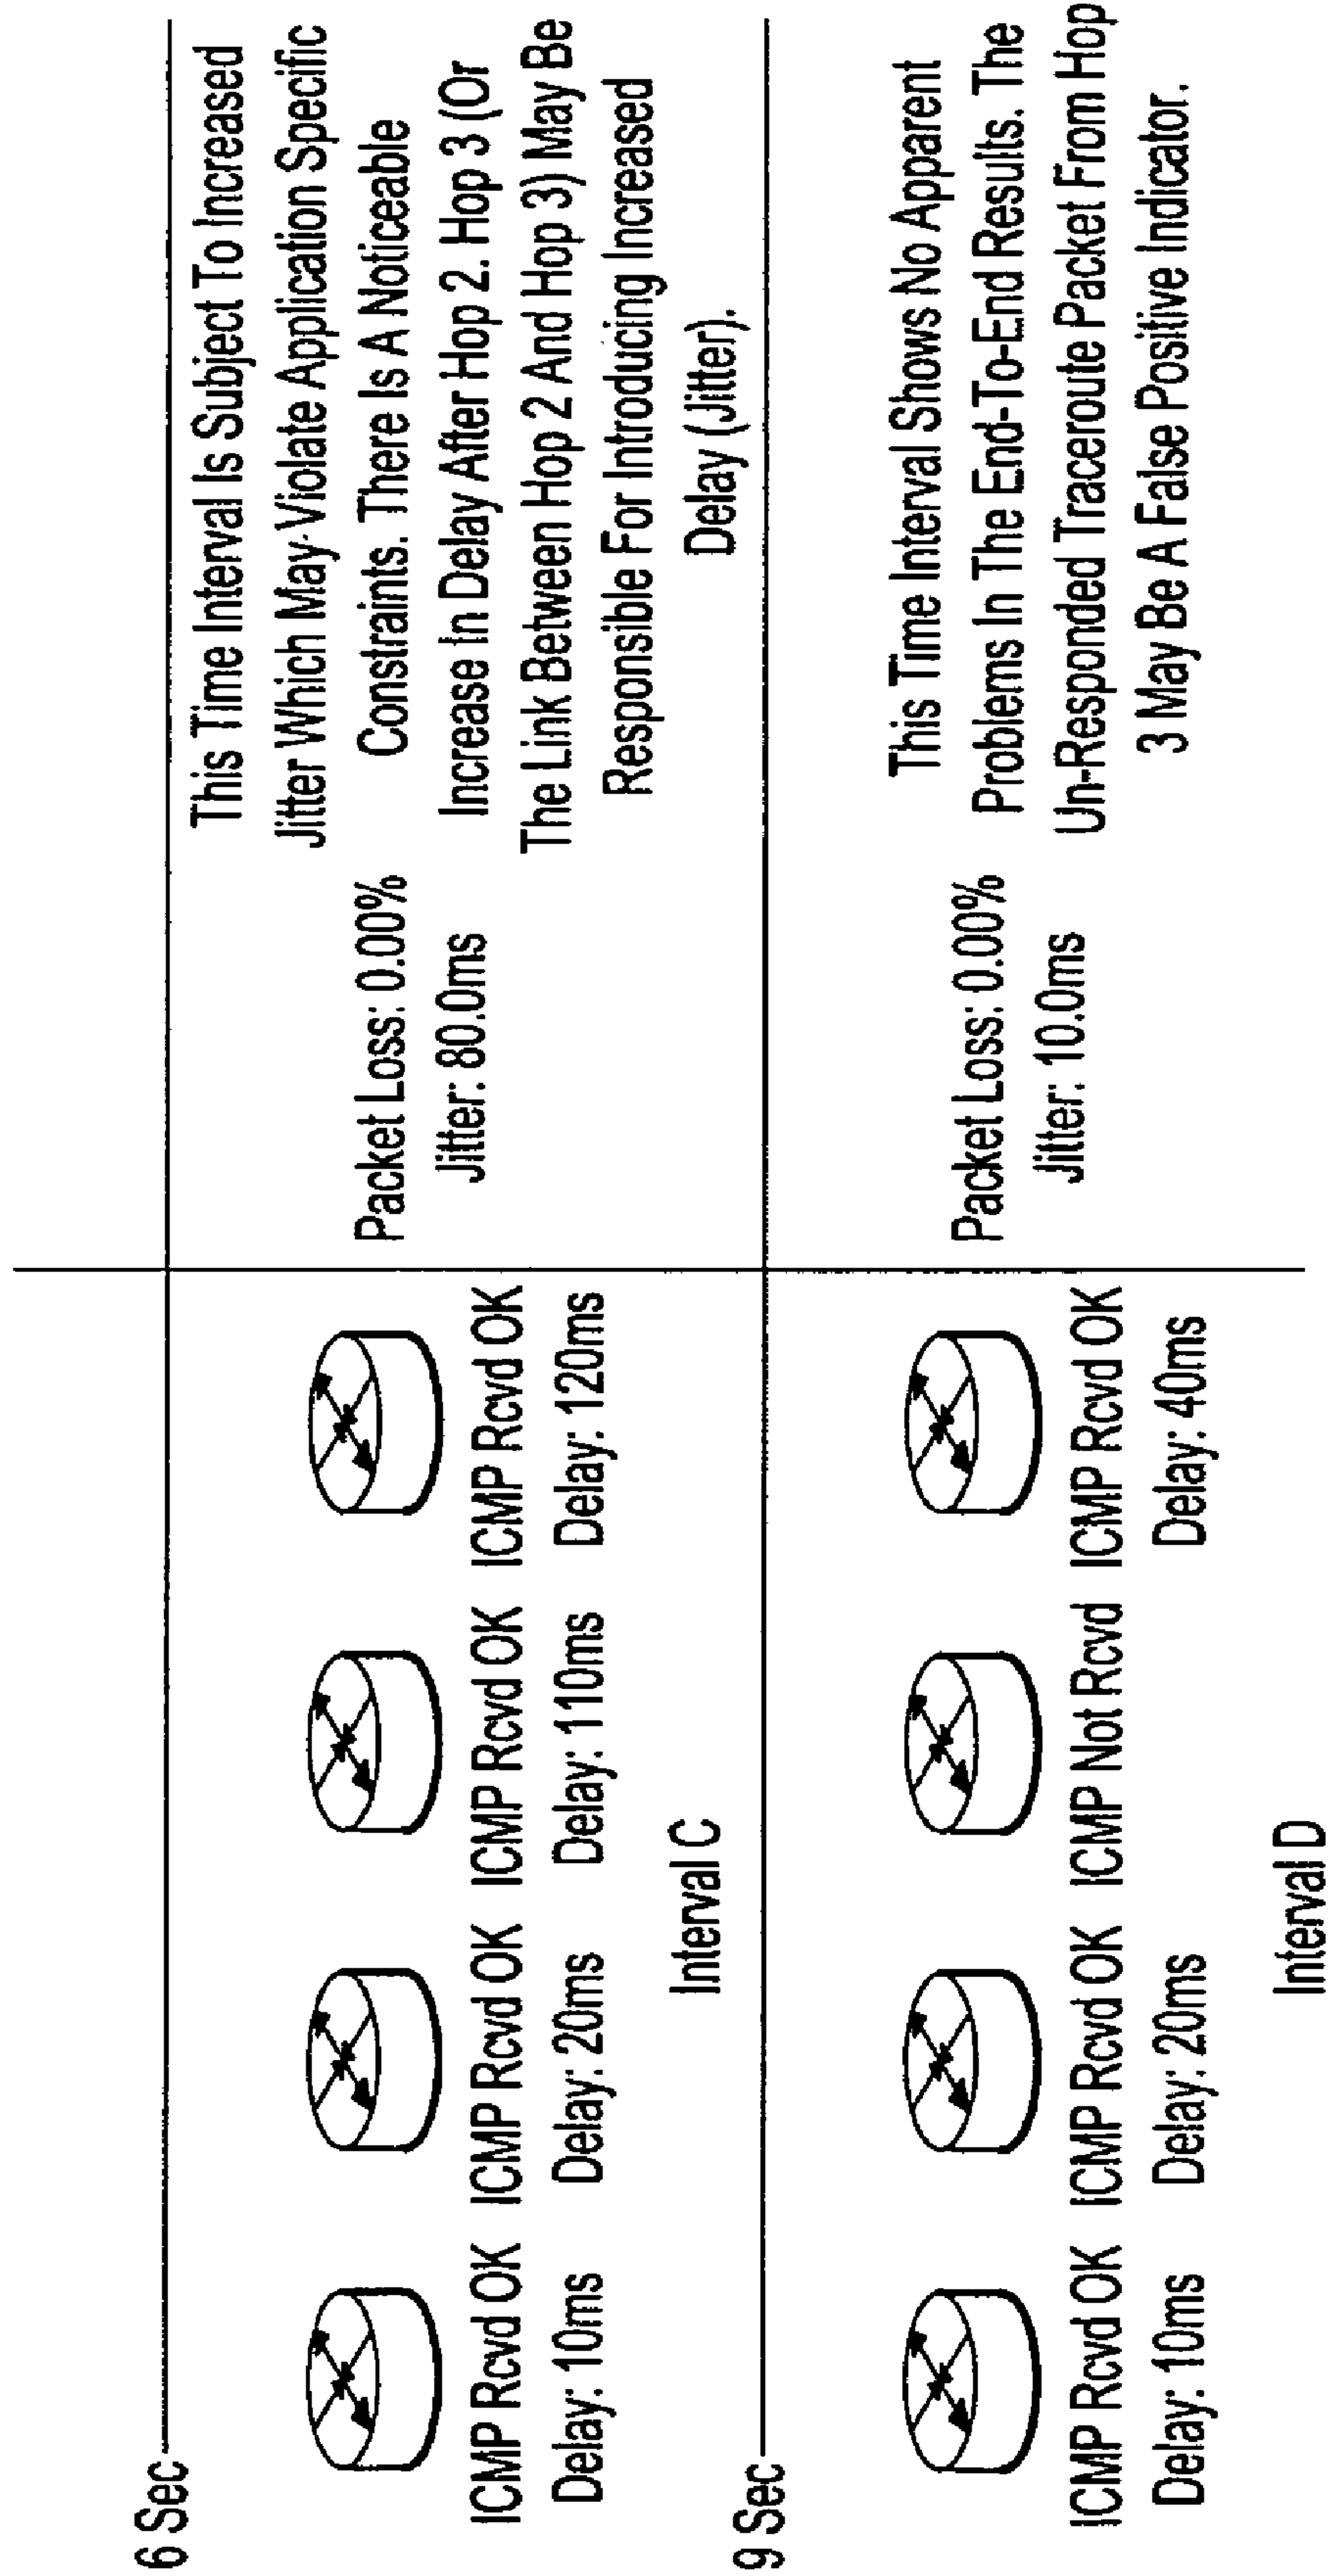 6 Sec
ICMP Rcvd OK ICMP Rcvd OK ICMP Rcvd OK ICMP Rcvd OK
Delay: 10ms Delay: 20ms Delay: 110ms Delay: 120ms
Interval C
Packet Loss: 0.00%
Jitter: 80.0ms
This Time Interval Is Subject To Increased
Jitter Which May Violate Application Specific
Constraints. There Is A Noticeable
Increase In Delay After Hop 2. Hop 3 (Or
The Link Between Hop 2 And Hop 3) May Be
Responsible For Introducing Increased
Delay (Jitter).
9 Sec
ICMP Rcvd OK ICMP Rcvd OK ICMP Not Rcvd ICMP Rcvd OK
Delay: 10ms Delay: 20ms Delay: 40ms
Interval D
Packet Loss: 0.00%
Jitter: 10.0ms
This Time Interval Shows No Apparent
Problems In The End-To-End Results. The
Un-Responded Traceroute Packet From Hop
3 May Be A False Positive Indicator.